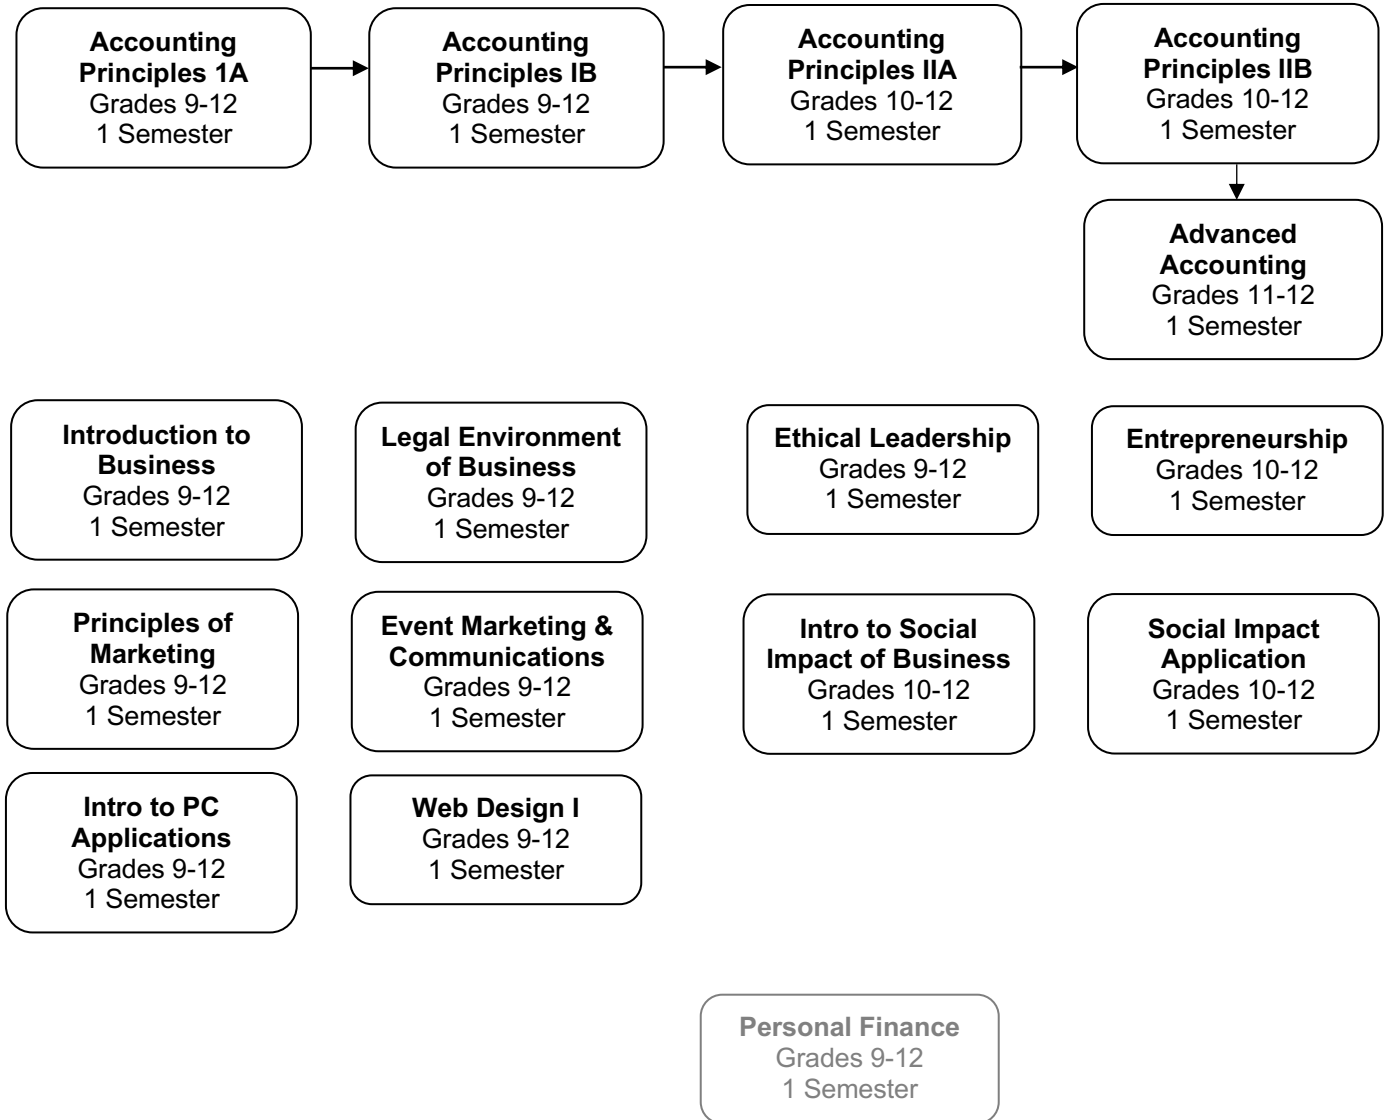 Accounting
Principles 1A
Grades 9-12
1 Semester
Accounting
Principles IB
Grades 9-12
1 Semester
Accounting
Principles IIA
Grades 10-12
1 Semester
Accounting
Principles IIB
Grades 10-12
1 Semester
Advanced
Accounting
Grades 11-12
1 Semester
Introduction to
Business
Grades 9-12
1 Semester
Legal Environment
of Business
Grades 9-12
1 Semester
Ethical Leadership
Grades 9-12
1 Semester
Entrepreneurship
Grades 10-12
1 Semester
Principles of
Marketing
Grades 9-12
1 Semester
Event Marketing &
Communications
Grades 9-12
1 Semester
Intro to Social
Impact of Business
Grades 10-12
1 Semester
Social Impact
Application
Grades 10-12
1 Semester
Intro to PC
Applications
Grades 9-12
1 Semester
Web Design I
Grades 9-12
1 Semester
Personal Finance
Grades 9-12
1 Semester